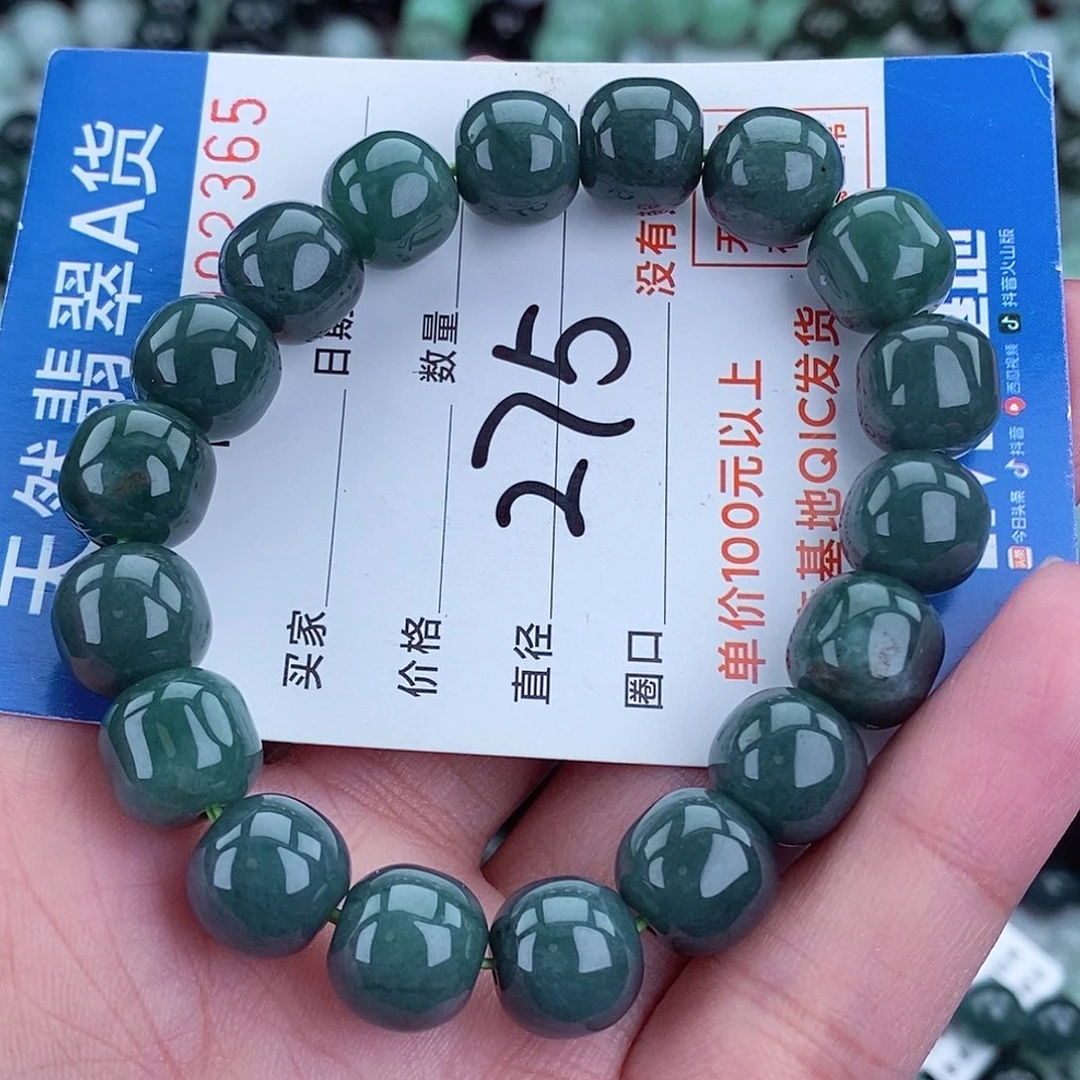 天然翡翠A货
02365
买家
日期
价格
数量
275
直径
圈口
没有
单价100元以上
基地QIC发货
今日头条
抖音
西瓜视频
抖音火山版